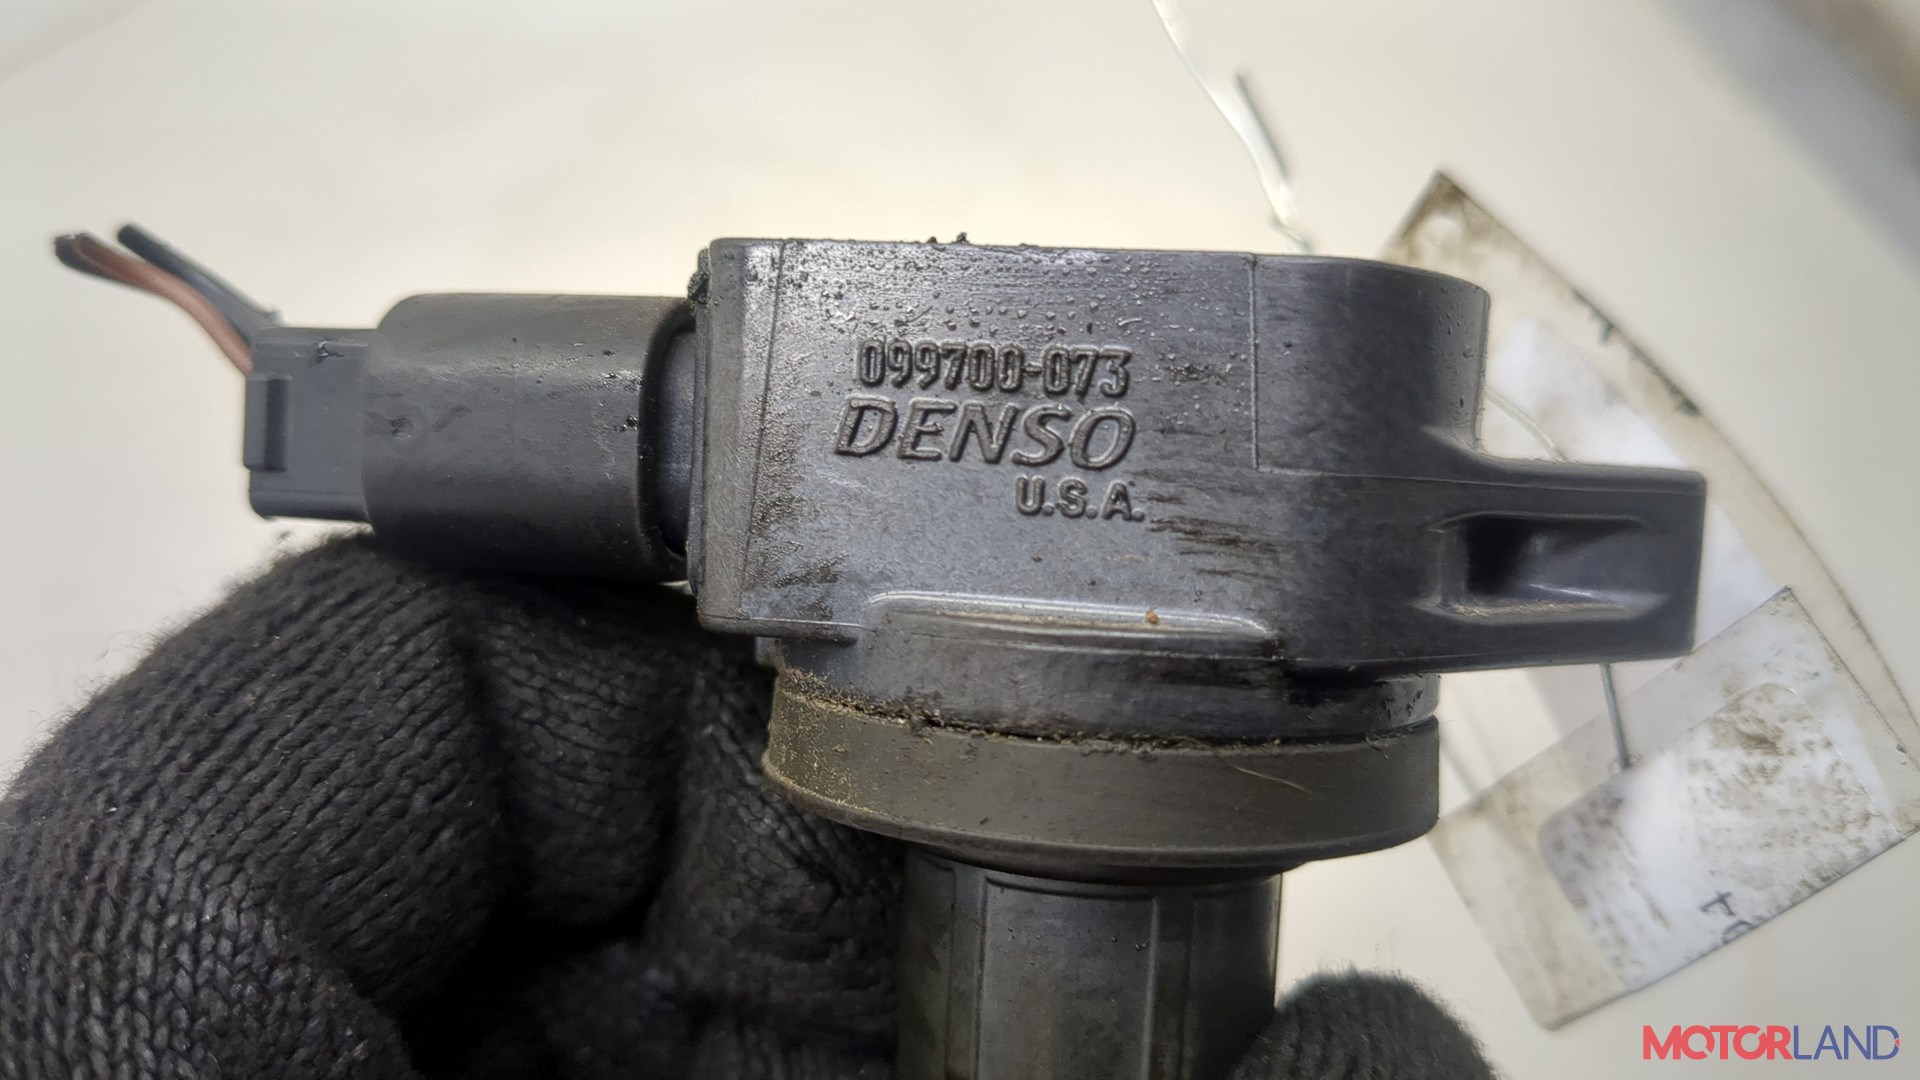 099700-073
DENSO
U.S.A.
MOTORLAND